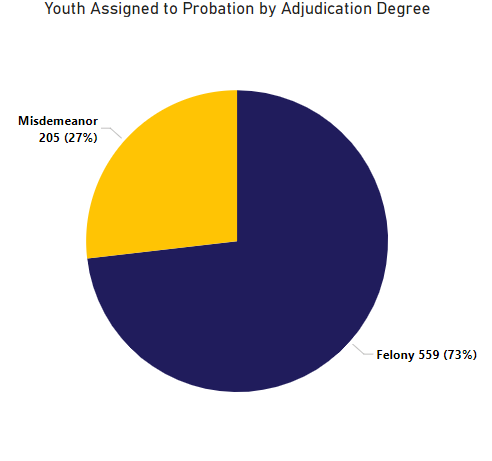 Youth Assigned to Probation by Adjudication Degree
Misdemeanor
205 (27%)
Felony 559 (73%)